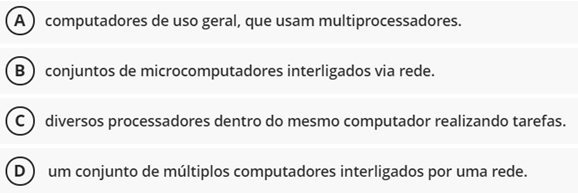 A computadores de uso geral, que usam multiprocessadores.
B conjuntos de microcomputadores interligados via rede.
C diversos processadores dentro do mesmo computador realizando tarefas.
D um conjunto de múltiplos computadores interligados por uma rede.